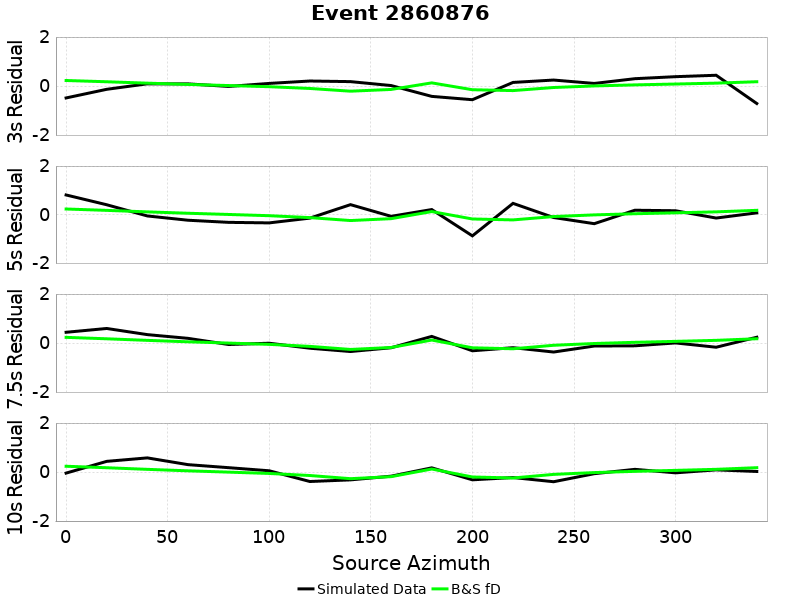 Event 2860876
3s Residual
2
0
-2
5s Residual
2
0
-2
7.5s Residual
2
0
-2
10s Residual
2
0
-2
0 50 100 150 200 250 300
Source Azimuth
Simulated Data B&S fD